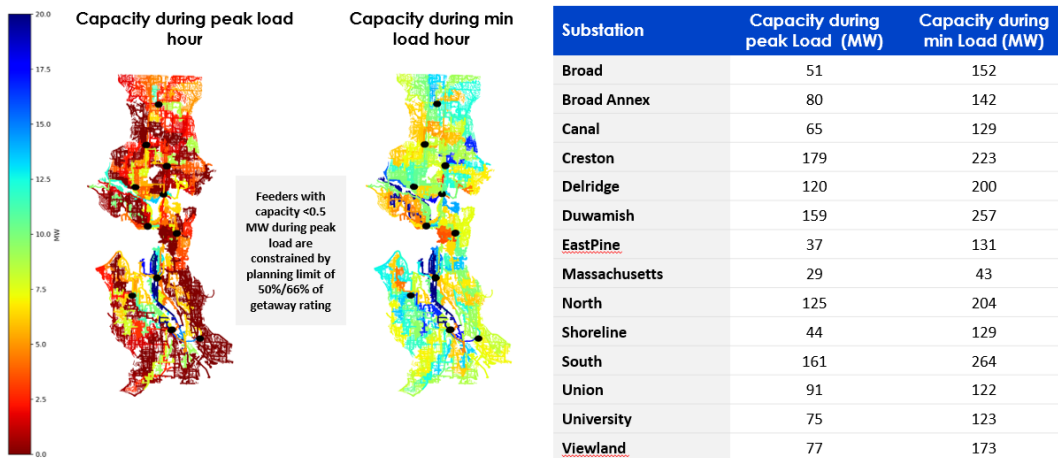 Capacity during peak load
hour
Capacity during min
load hour
20.0
17.5
15.0
12.5
10.0
7.5
5.0
2.5
0.0
MW
Feeders with
capacity <0.5
MW during peak
load are
constrained by
planning limit of
50%/66% of
getaway rating
Substation
Capacity during
peak Load (MW)
Capacity during
min Load (MW)
Broad 51 152
Broad Annex 80 142
Canal 65 129
Creston 179 223
Delridge 120 200
Duwamish 159 257
EastPine 37 131
Massachusetts 29 43
North 125 204
Shoreline 44 129
South 161 264
Union 91 122
University 75 123
Viewland 77 173